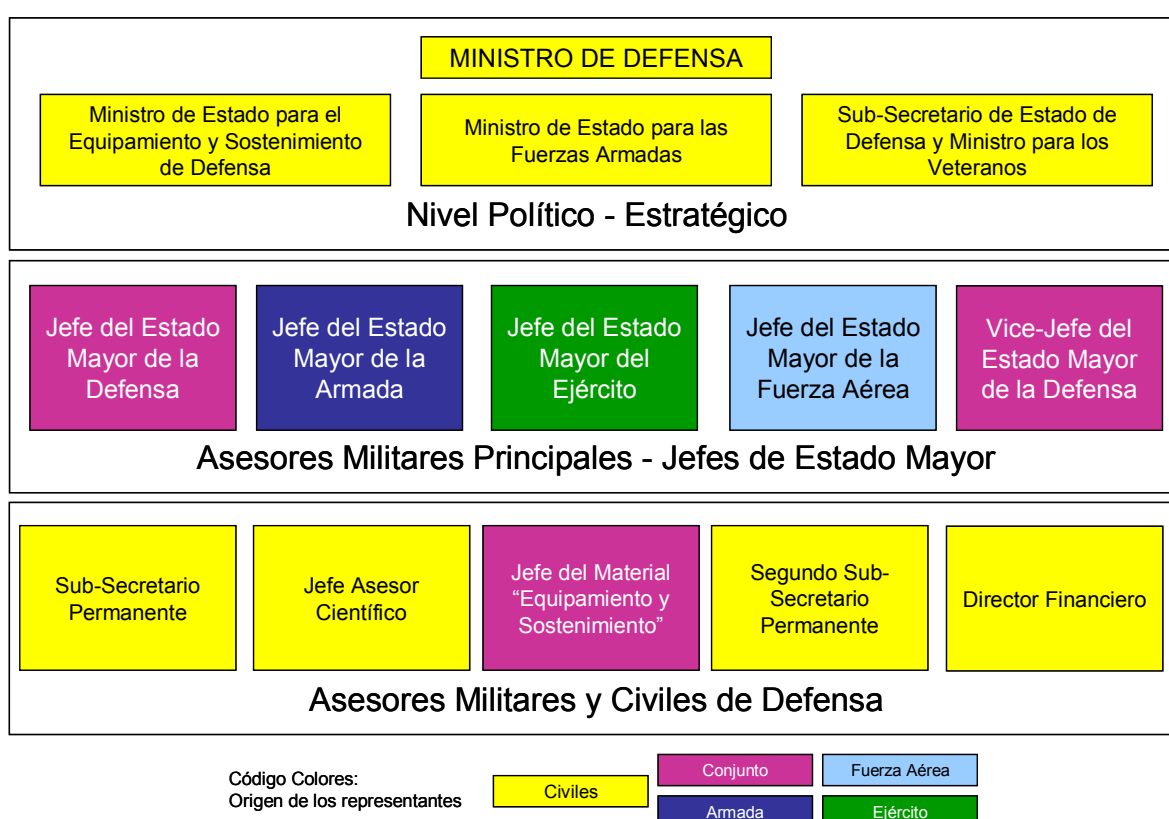 MINISTRO DE DEFENSA
Ministro de Estado para el
Equipamiento y Sostenimiento
de Defensa
Ministro de Estado para las
Fuerzas Armadas
Sub-Secretario de Estado de
Defensa y Ministro para los
Veteranos
Nivel Político - Estratégico
Jefe del Estado
Mayor de la
Defensa
Jefe del Estado
Mayor de la
Armada
Jefe del Estado
Mayor del
Ejército
Jefe del Estado
Mayor de la
Fuerza Aérea
Vice-Jefe del
Estado Mayor
de la Defensa
Asesores Militares Principales - Jefes de Estado Mayor
Sub-Secretario
Permanente
Jefe Asesor
Científico
Jefe del Material
“Equipamiento y
Sostenimiento”
Segundo Sub-
Secretario
Permanente
Director Financiero
Asesores Militares y Civiles de Defensa
Código Colores:
Origen de los representantes
Civiles
Conjunto
Fuerza Aérea
Armada
Ejército